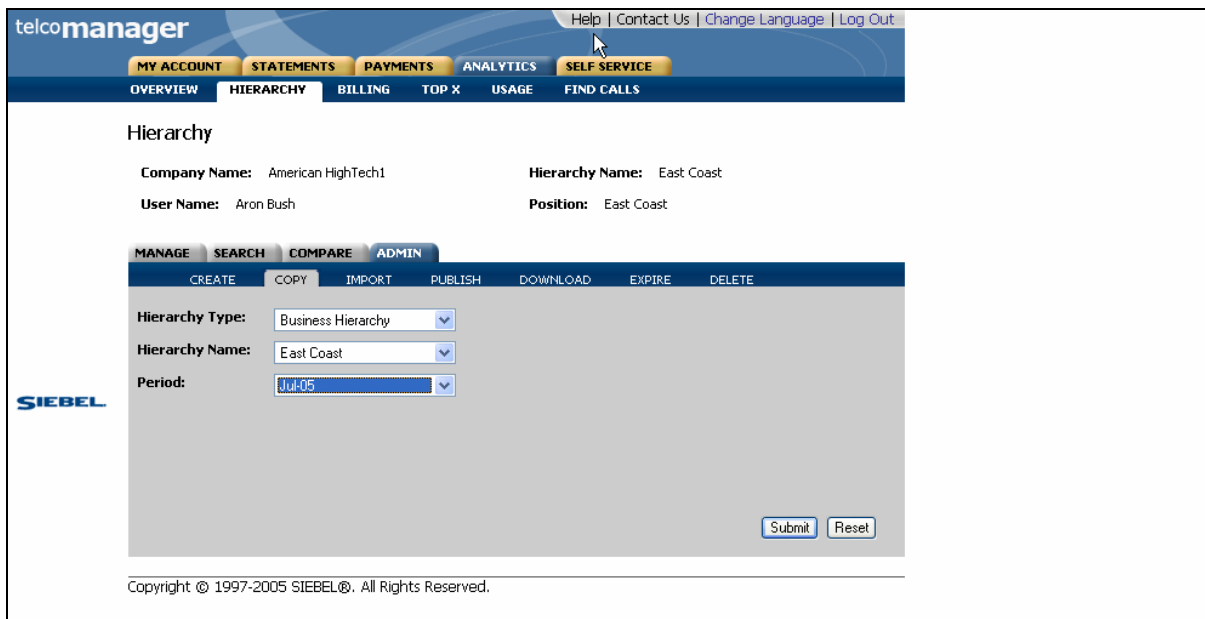 telcomanager
Help | Contact Us | Change Language | Log Out
MY ACCOUNT STATEMENTS PAYMENTS ANALYTICS SELF SERVICE
OVERVIEW HIERARCHY BILLING TOP X USAGE FIND CALLS
Hierarchy
Company Name: American HighTech1 Hierarchy Name: East Coast
User Name: Aron Bush Position: East Coast
MANAGE SEARCH COMPARE ADMIN
CREATE COPY IMPORT PUBLISH DOWNLOAD EXPIRE DELETE
Hierarchy Type: Business Hierarchy
Hierarchy Name: East Coast
Period: Jul-05
SIEBEL.
Submit Reset
Copyright © 1997-2005 SIEBEL®. All Rights Reserved.